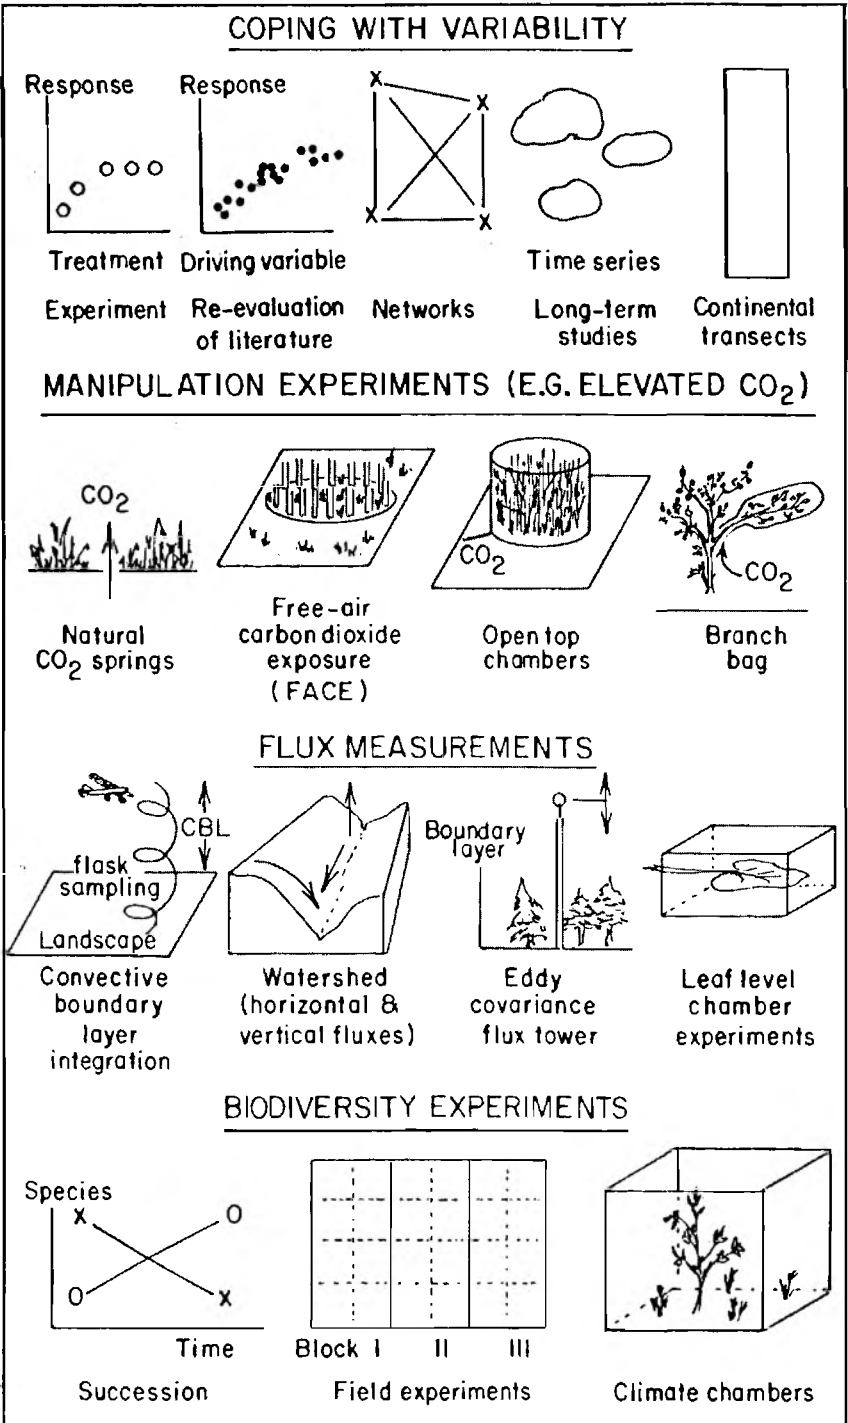 COPING WITH VARIABILITY
Response
Response
X
X
X
X
Treatment
Driving variable
Time series
Experiment
Re-evaluation
of literature
Networks
Long-term
studies
Continental
transects
MANIPULATION EXPERIMENTS (E.G. ELEVATED CO₂)
CO₂
CO₂
CO₂
Natural
CO₂ springs
Free-air
carbon dioxide
exposure
(FACE)
Open top
chambers
Branch
bag
FLUX MEASUREMENTS
CBL
flask
sampling
Landscape
Boundary
layer
Convective
boundary
layer
integration
Watershed
(horizontal &
vertical fluxes)
Eddy
covariance
flux tower
Leaf level
chamber
experiments
BIODIVERSITY EXPERIMENTS
Species
X
O
O
X
Time
Block I II III
Succession
Field experiments
Climate chambers